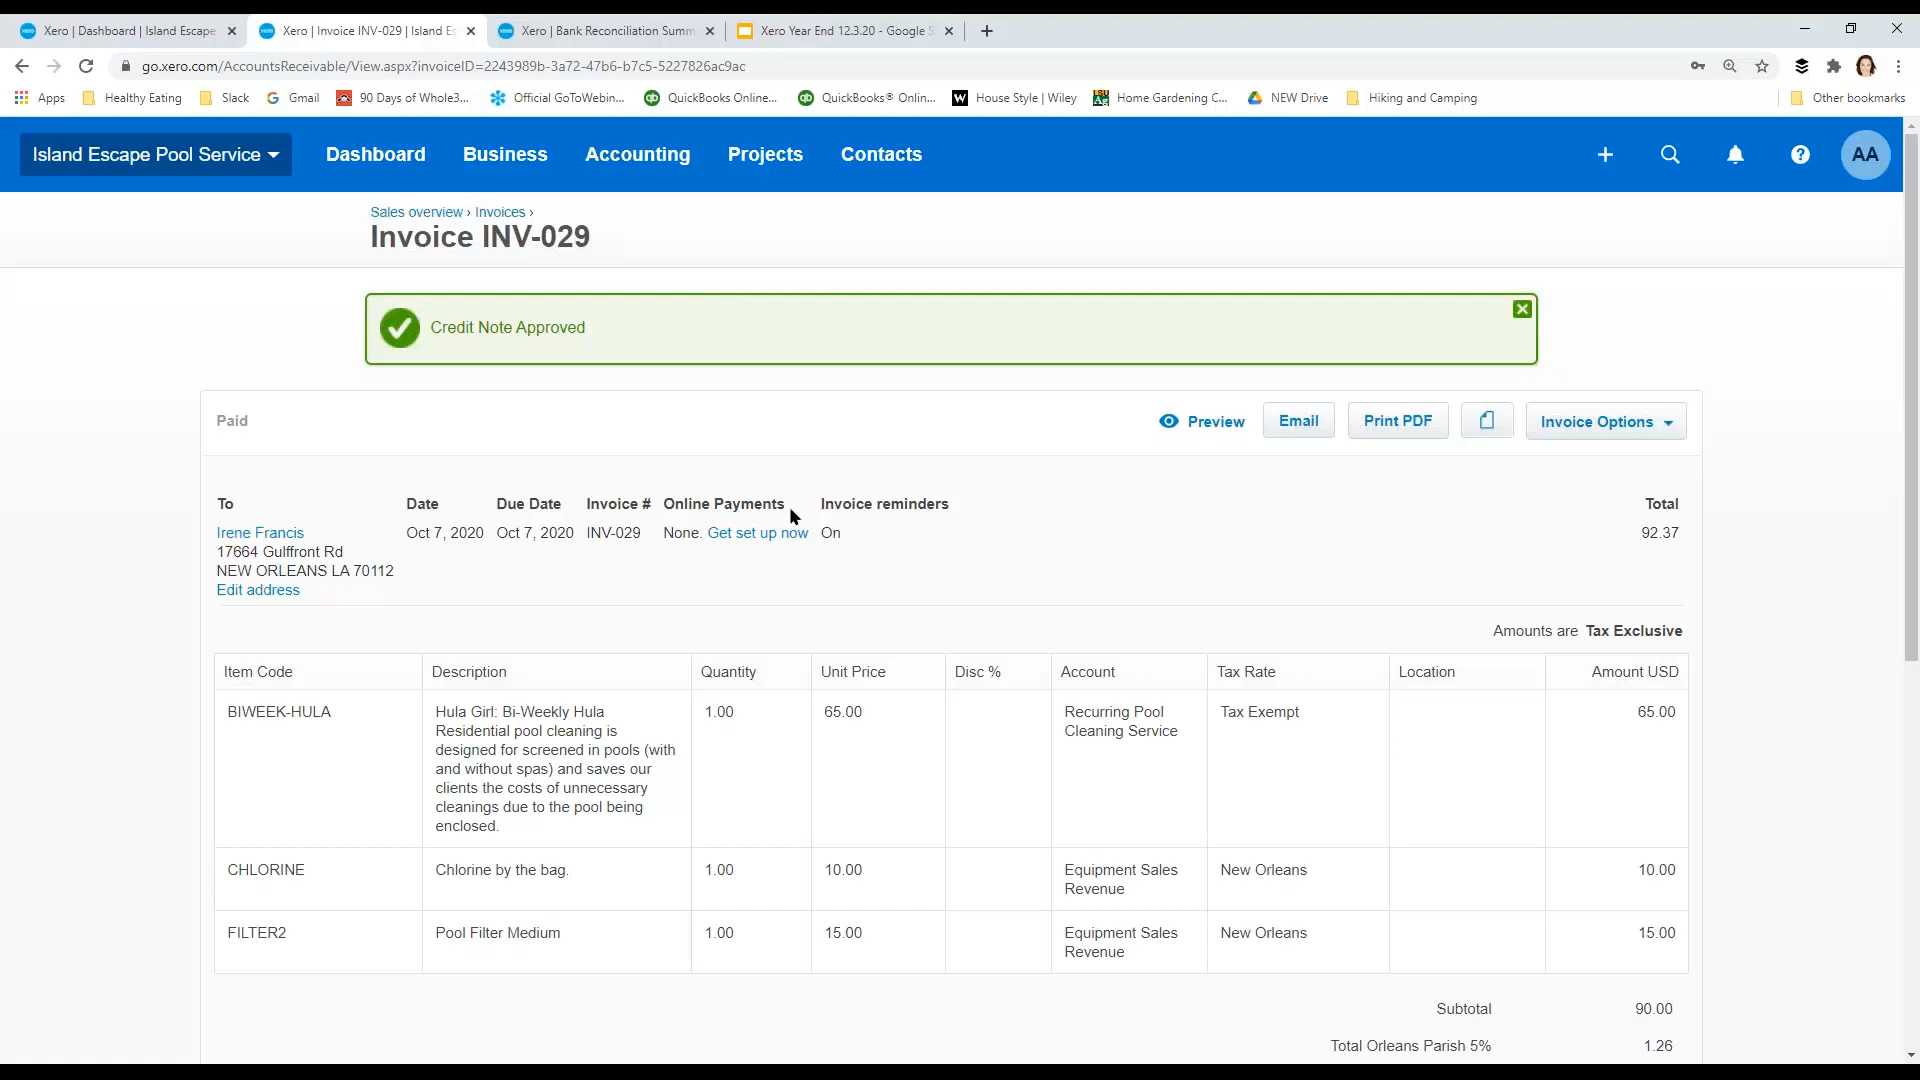 Xero | Dashboard | Island Escape
Xero | Invoice INV-029 | Island Es
Xero | Bank Reconciliation Summ
Xero Year End 12.3.20 - Google S
go.xero.com/AccountsReceivable/View.aspx?invoiceID=2243989b-3a72-47b6-b7c5-5227826ac9ac
Apps
Healthy Eating
Slack
Gmail
90 Days of Whole3...
Official GoToWebin...
QuickBooks Online...
QuickBooks® Onlin...
House Style | Wiley
Home Gardening C...
NEW Drive
Hiking and Camping
Other bookmarks
Island Escape Pool Service
Dashboard
Business
Accounting
Projects
Contacts
AA
Sales overview › Invoices ›
Invoice INV-029
Credit Note Approved
Paid
Preview
Email
Print PDF
Invoice Options
To
Date
Due Date
Invoice #
Online Payments
Invoice reminders
Total
Irene Francis
Oct 7, 2020
Oct 7, 2020
INV-029
None. Get set up now
On
92.37
17664 Gulffront Rd
NEW ORLEANS LA 70112
Edit address
Amounts are Tax Exclusive
Item Code
Description
Quantity
Unit Price
Disc %
Account
Tax Rate
Location
Amount USD
BIWEEK-HULA
Hula Girl: Bi-Weekly Hula
Residential pool cleaning is
designed for screened in pools (with
and without spas) and saves our
clients the costs of unnecessary
cleanings due to the pool being
enclosed.
1.00
65.00
Recurring Pool
Cleaning Service
Tax Exempt
65.00
CHLORINE
Chlorine by the bag.
1.00
10.00
Equipment Sales
Revenue
New Orleans
10.00
FILTER2
Pool Filter Medium
1.00
15.00
Equipment Sales
Revenue
New Orleans
15.00
Subtotal
90.00
Total Orleans Parish 5%
1.26